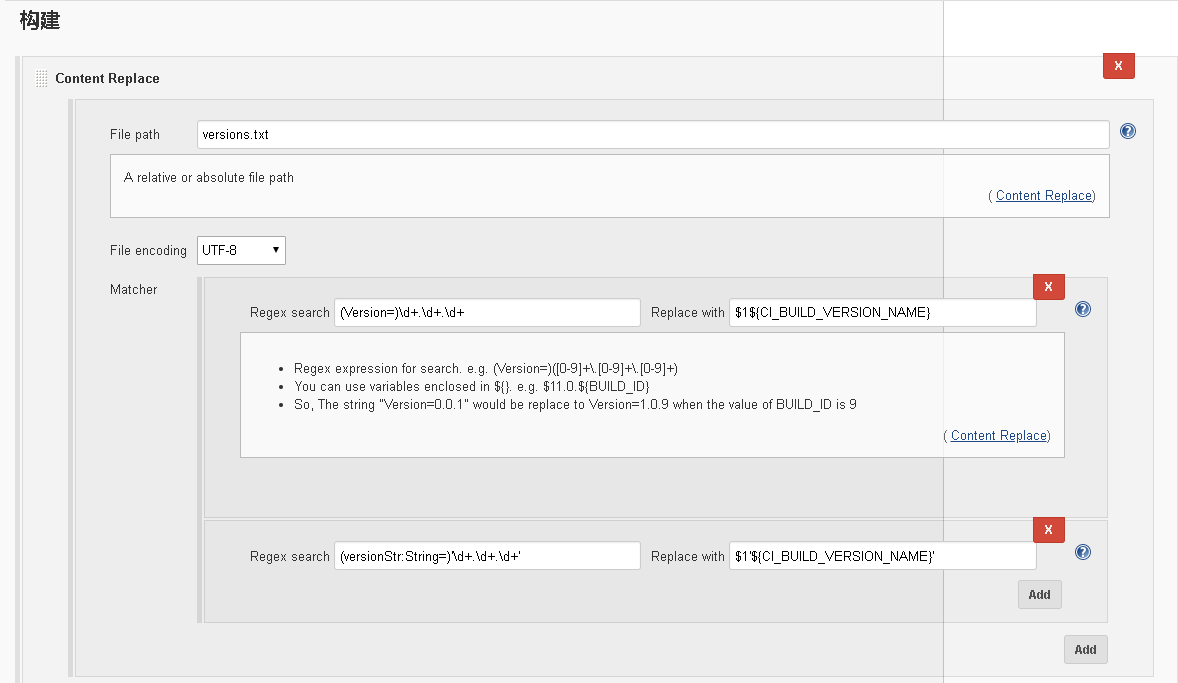 构建
X
Content Replace
File path versions.txt
A relative or absolute file path
( Content Replace)
File encoding UTF-8
Matcher
X
Regex search (Version=)\d+.\d+.\d+ Replace with $1${CI_BUILD_VERSION_NAME}
Regex expression for search. e.g. (Version=)([0-9]+\.[0-9]+\.[0-9]+)
You can use variables enclosed in ${}. e.g. $11.0.${BUILD_ID}
So, The string "Version=0.0.1" would be replace to Version=1.0.9 when the value of BUILD_ID is 9
( Content Replace)
X
Regex search (versionStr:String=)'\d+.\d+.\d+' Replace with $1'${CI_BUILD_VERSION_NAME}'
Add
Add